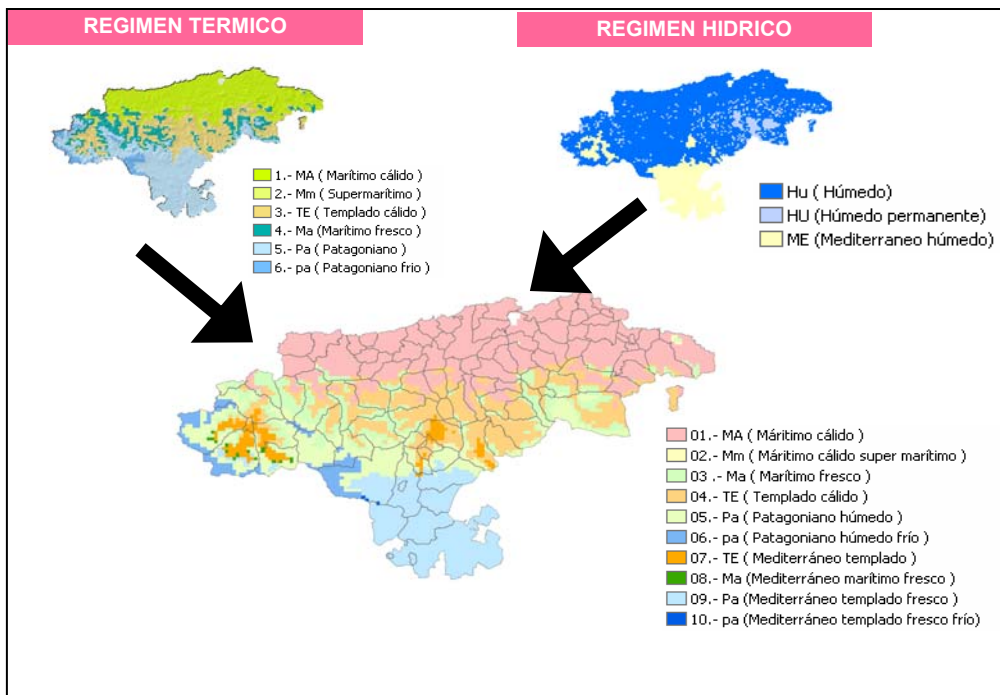 REGIMEN TERMICO
REGIMEN HIDRICO
1.- MA ( Marítimo cálido )
2.- Mm ( Supermarítimo )
3.- TE ( Templado cálido )
4.- Ma (Marítimo fresco )
5.- Pa ( Patagoniano )
6.- pa ( Patagoniano frio )
Hu ( Húmedo)
HU (Húmedo permanente)
ME (Mediterraneo húmedo)
01.- MA ( Máritimo cálido )
02.- Mm ( Máritimo cálido super marítimo )
03 .- Ma ( Marítimo fresco )
04.- TE ( Templado cálido )
05.- Pa ( Patagoniano húmedo )
06.- pa ( Patagoniano húmedo frío )
07.- TE ( Mediterráneo templado )
08.- Ma (Mediterráneo marítimo fresco )
09.- Pa (Mediterráneo templado fresco )
10.- pa (Mediterráneo templado fresco frío)